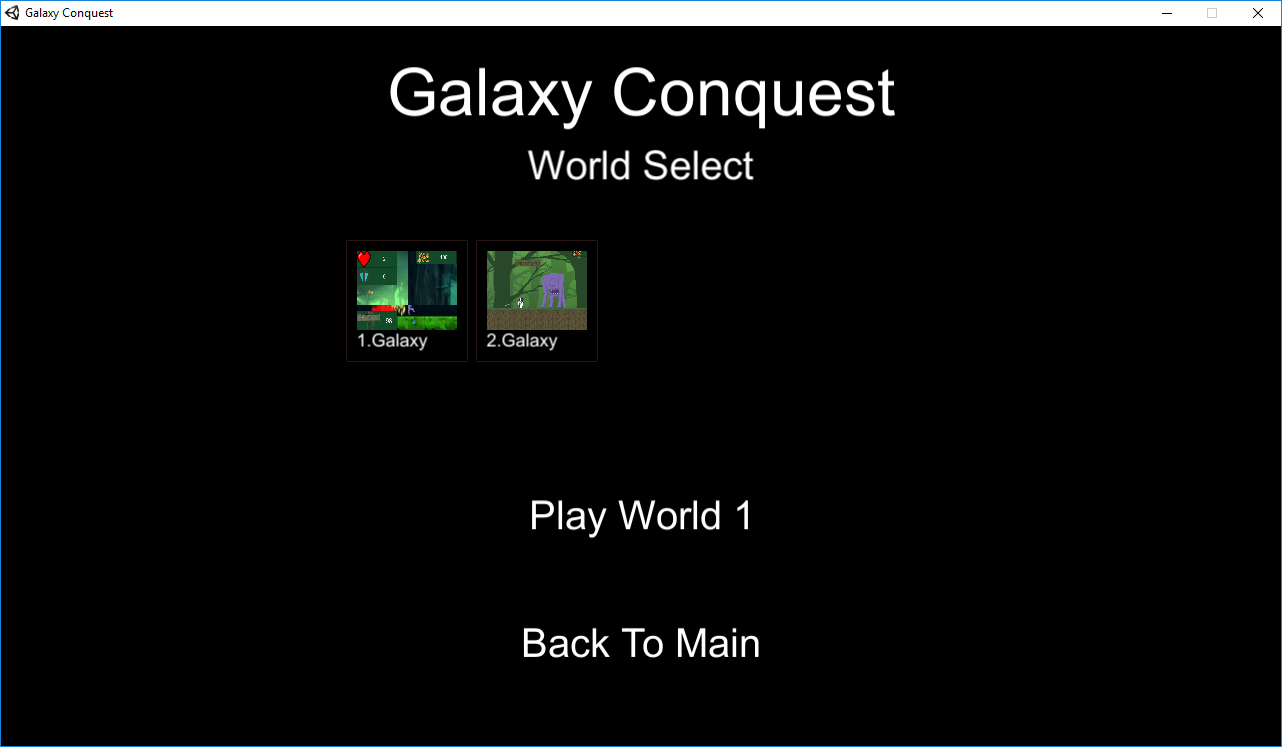 Galaxy Conquest
Galaxy Conquest
World Select
1.Galaxy
2.Galaxy
Play World 1
Back To Main